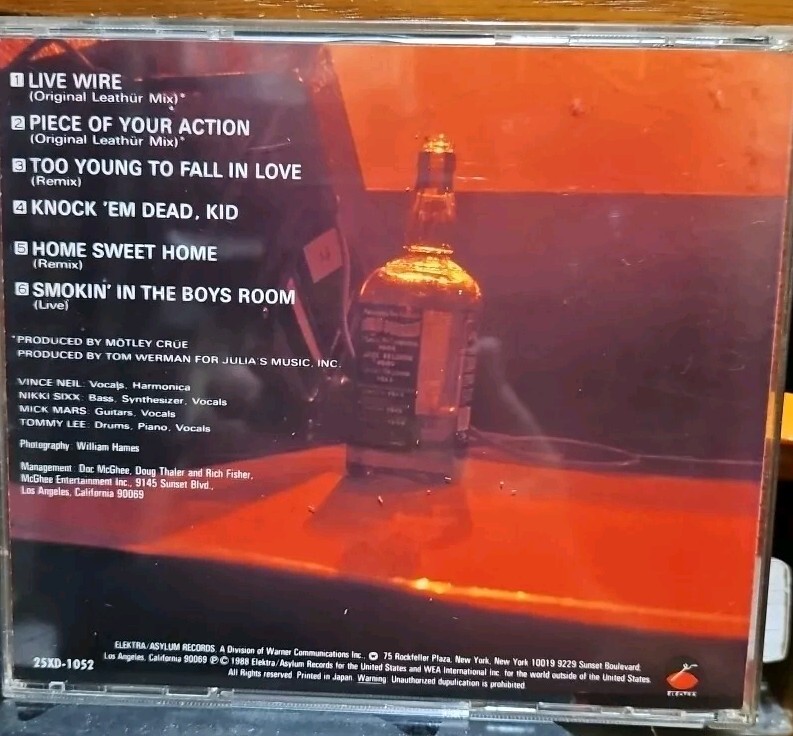 1 LIVE WIRE
(Original Leathür Mix)*
2 PIECE OF YOUR ACTION
(Original Leathür Mix)*
3 TOO YOUNG TO FALL IN LOVE
(Remix)
4 KNOCK 'EM DEAD, KID
5 HOME SWEET HOME
(Remix)
6 SMOKIN' IN THE BOYS ROOM
(Live)
*PRODUCED BY MÖTLEY CRÜE
PRODUCED BY TOM WERMAN FOR JULIA'S MUSIC, INC.
VINCE NEIL: Vocals, Harmonica
NIKKI SIXX: Bass, Synthesizer, Vocals
MICK MARS: Guitars, Vocals
TOMMY LEE: Drums, Piano, Vocals
Photography: William Hames
Management: Doc McGhee, Doug Thaler and Rich Fisher,
McGhee Entertainment Inc., 9145 Sunset Blvd.,
Los Angeles, California 90069
ELEKTRA/ASYLUM RECORDS, A Division of Warner Communications Inc., 75 Rockfeller Plaza, New York, New York 10019 9229 Sunset Boulevard,
Los Angeles, California 90069 ℗ © 1988 Elektra/Asylum Records for the United States and WEA International Inc. for the world outside of the United States.
All Rights reserved. Printed in Japan. Warning: Unauthorized dupulication is prohibited.
25XD-1052
ELEKTRA